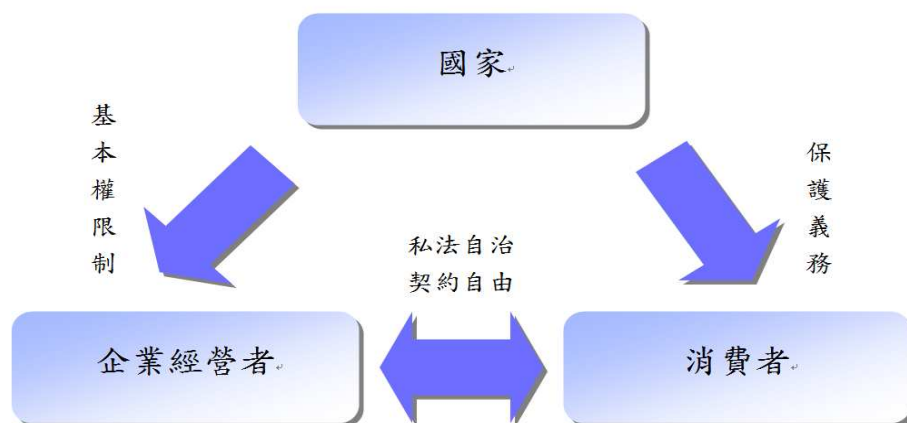 國家
基本權限制
保護義務
私法自治
契約自由
企業經營者
消費者